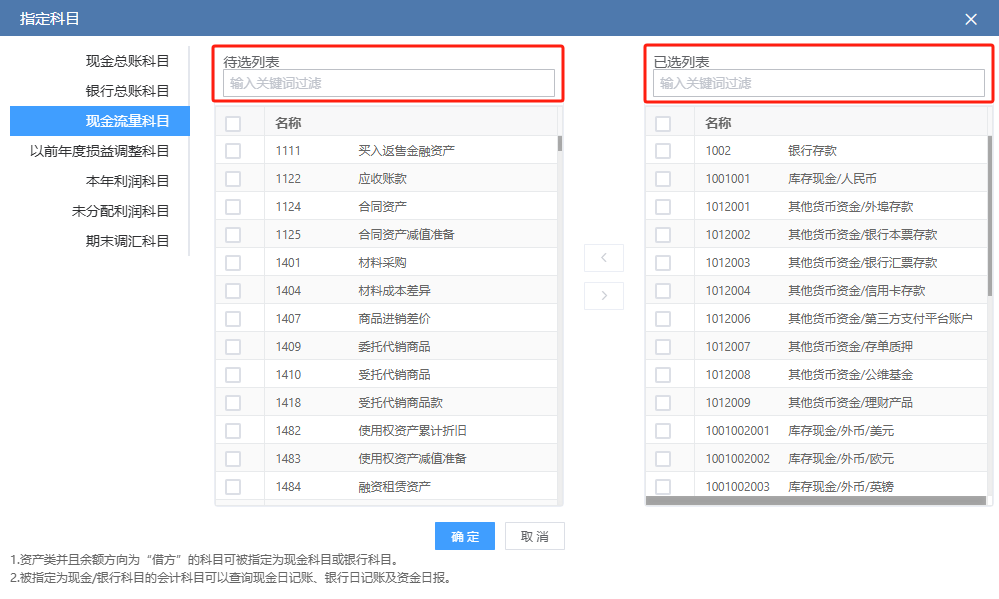 指定科目
现金总账科目
银行总账科目
现金流量科目
以前年度损益调整科目
本年利润科目
未分配利润科目
期末调汇科目
待选列表
输入关键词过滤
名称
1111 买入返售金融资产
1122 应收账款
1124 合同资产
1125 合同资产减值准备
1401 材料采购
1404 材料成本差异
1407 商品进销差价
1409 委托代销商品
1410 受托代销商品
1418 受托代销商品款
1482 使用权资产累计折旧
1483 使用权资产减值准备
1484 融资租赁资产
已选列表
输入关键词过滤
名称
1002 银行存款
1001001 库存现金/人民币
1012001 其他货币资金/外埠存款
1012002 其他货币资金/银行本票存款
1012003 其他货币资金/银行汇票存款
1012004 其他货币资金/信用卡存款
1012006 其他货币资金/第三方支付平台账户
1012007 其他货币资金/存单质押
1012008 其他货币资金/公维基金
1012009 其他货币资金/理财产品
1001002001 库存现金/外币/美元
1001002002 库存现金/外币/欧元
1001002003 库存现金/外币/英镑
确定
取消
1.资产类并且余额方向为“借方”的科目可被指定为现金科目或银行科目。
2.被指定为现金/银行科目的会计科目可以查询现金日记账、银行日记账及资金日报。